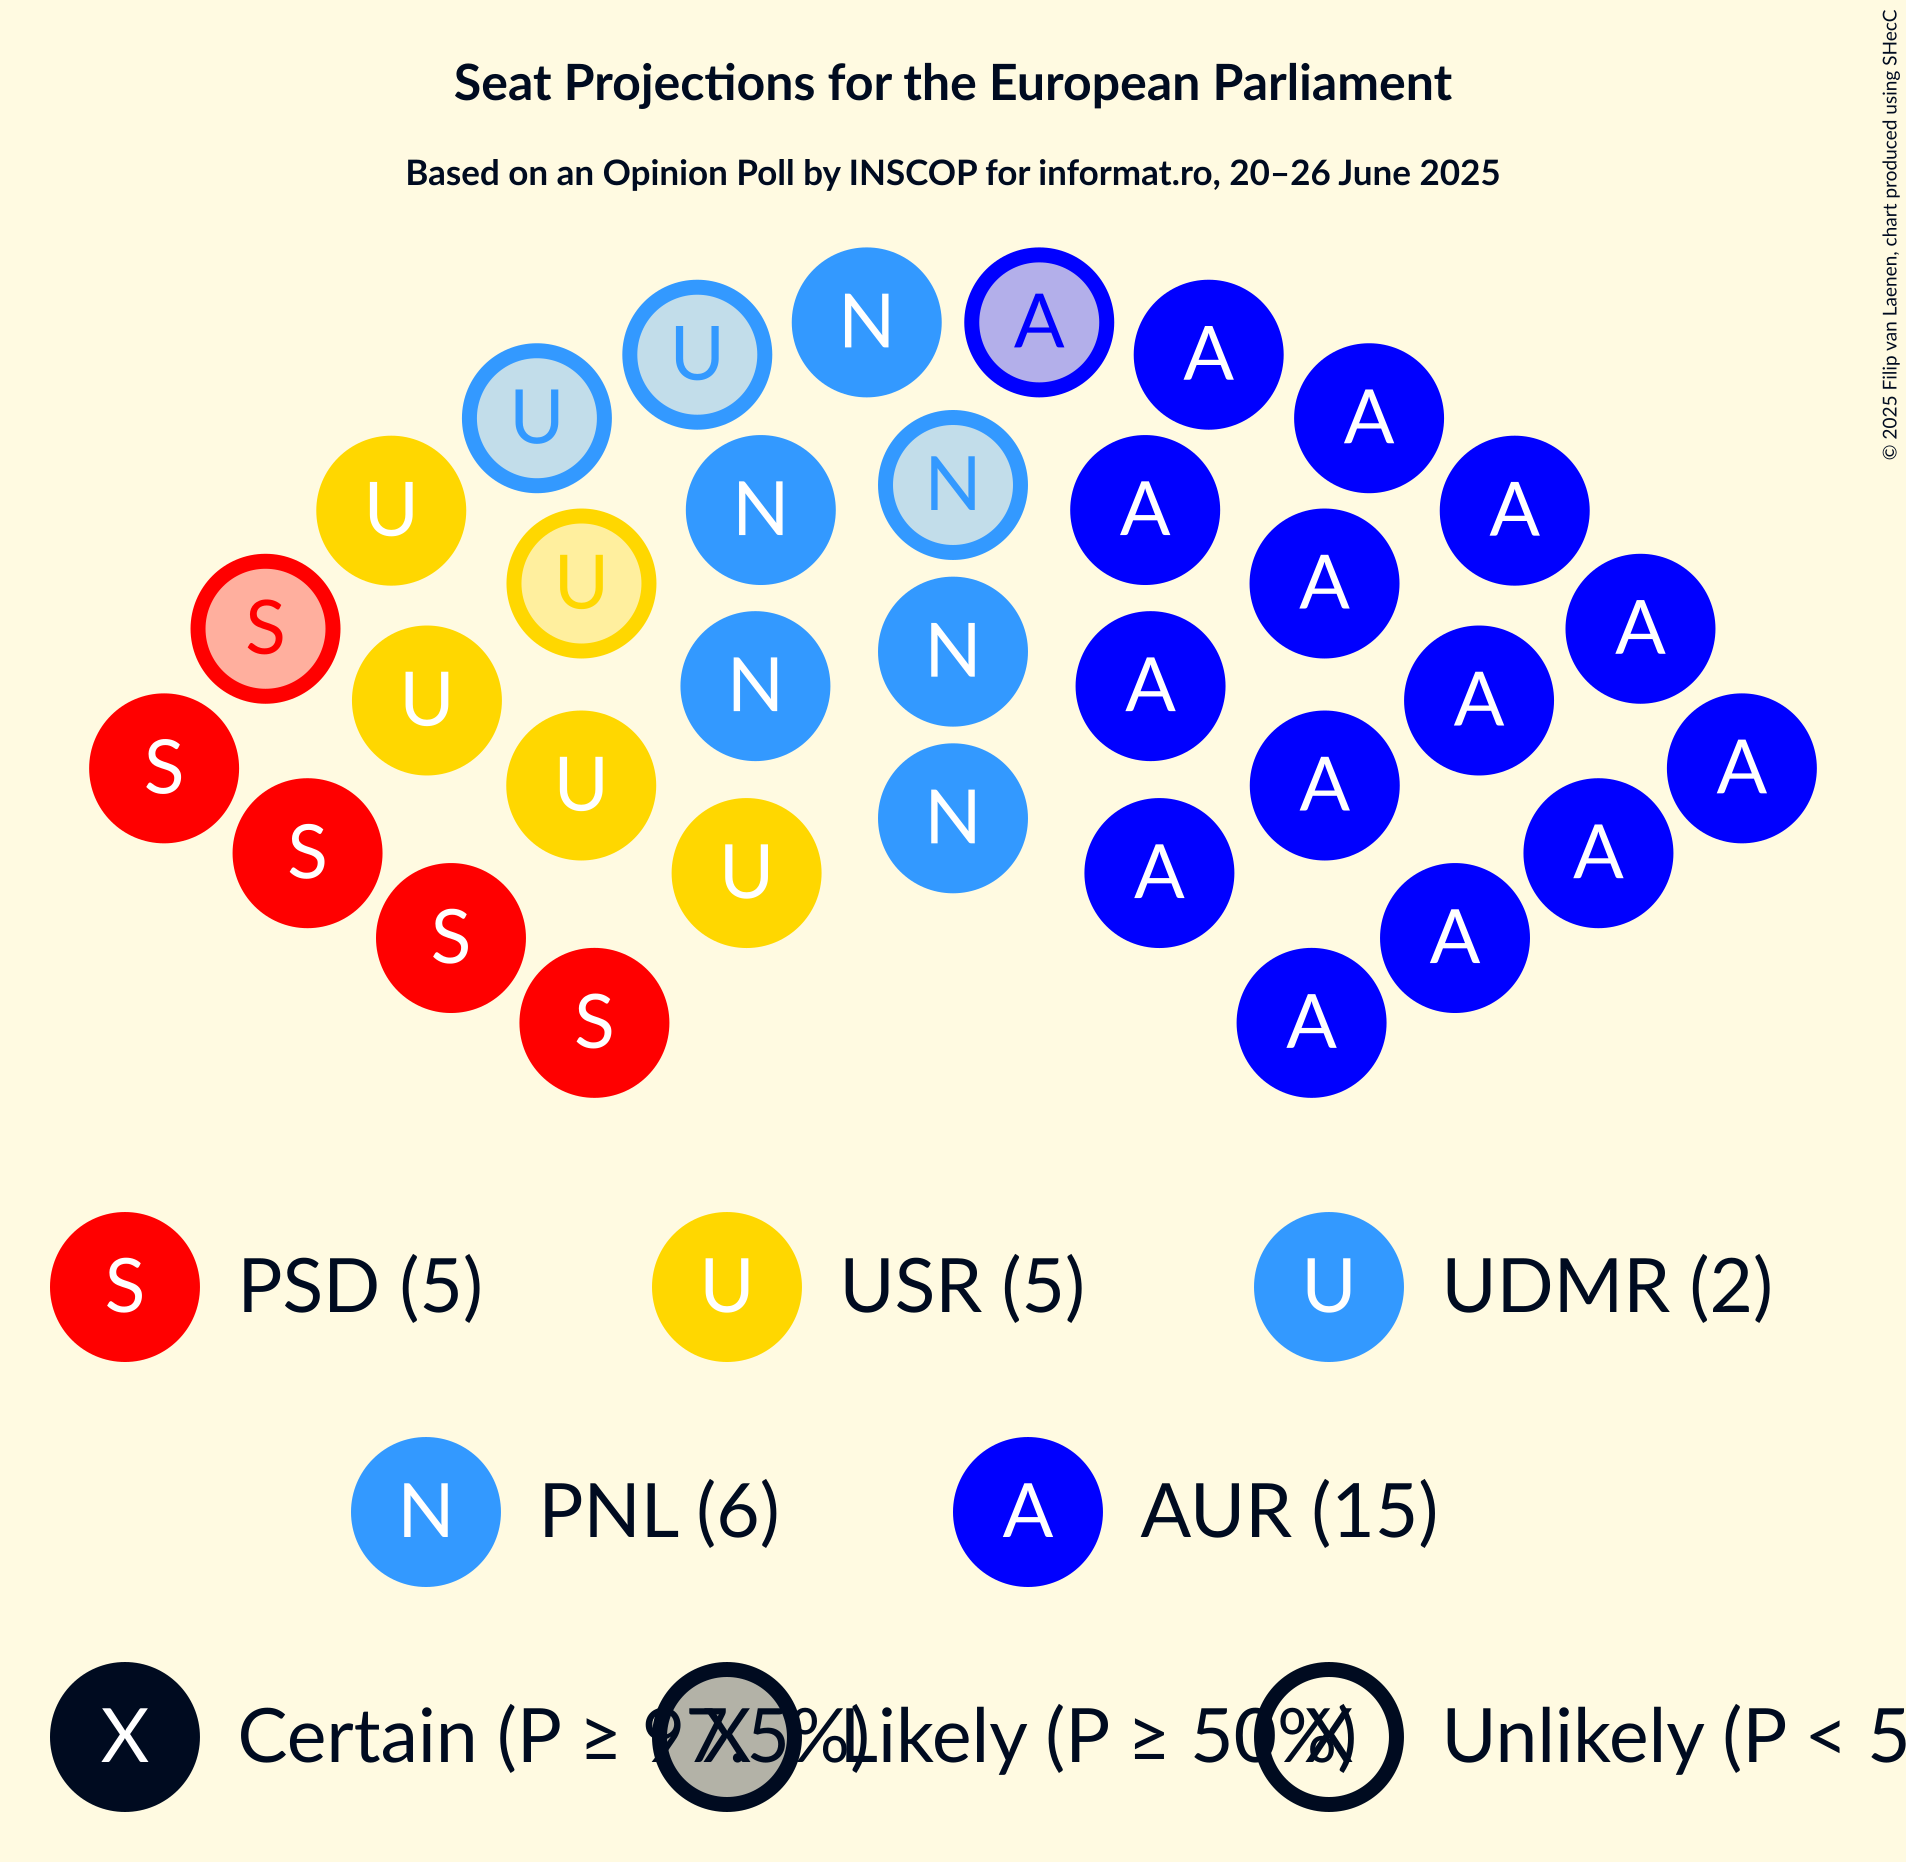 Seat Projections for the European Parliament
Based on an Opinion Poll by INSCOP for informat.ro, 20–26 June 2025
© 2025 Filip van Laenen, chart produced using SHecC
N A
U A
U A
U N N A A
U A
S A
N A
U A
N A
S A
U A
N
S A
U A
S A
S A
S PSD (5) U USR (5) U UDMR (2)
N PNL (6) A AUR (15)
X Certain (P ≥ 97.5%) X Likely (P ≥ 50%) X Unlikely (P < 5